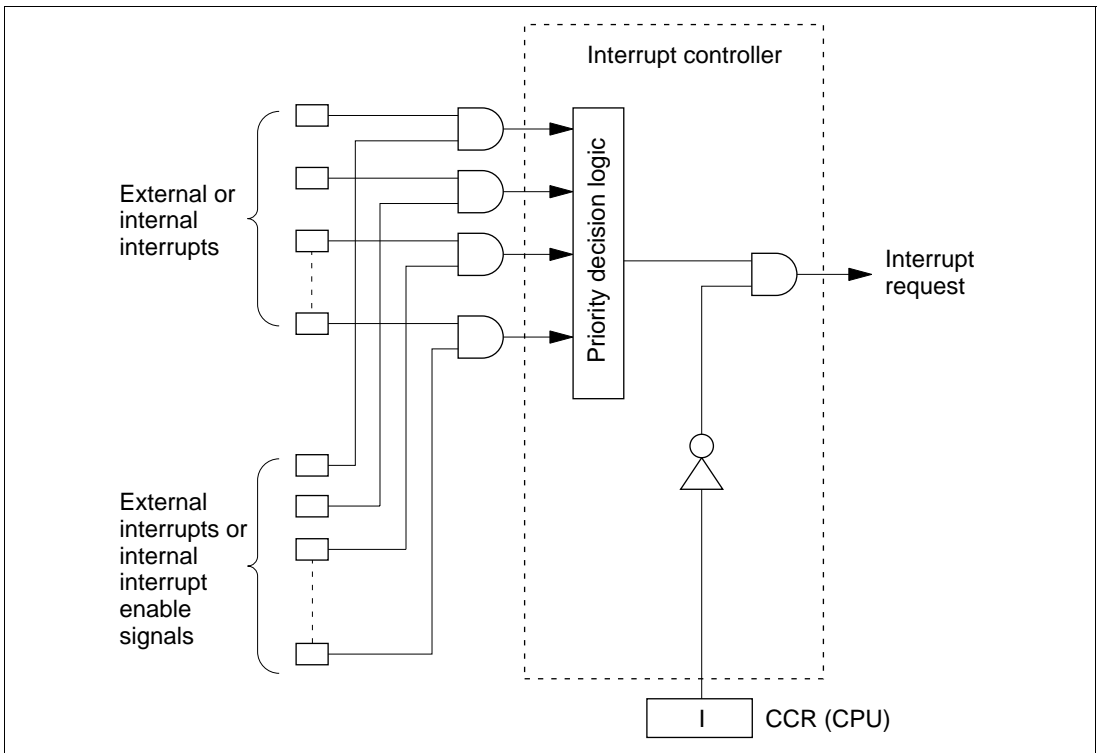 Interrupt controller
External or
internal
interrupts
Priority decision logic
Interrupt
request
External
interrupts or
internal
interrupt
enable
signals
I
CCR (CPU)